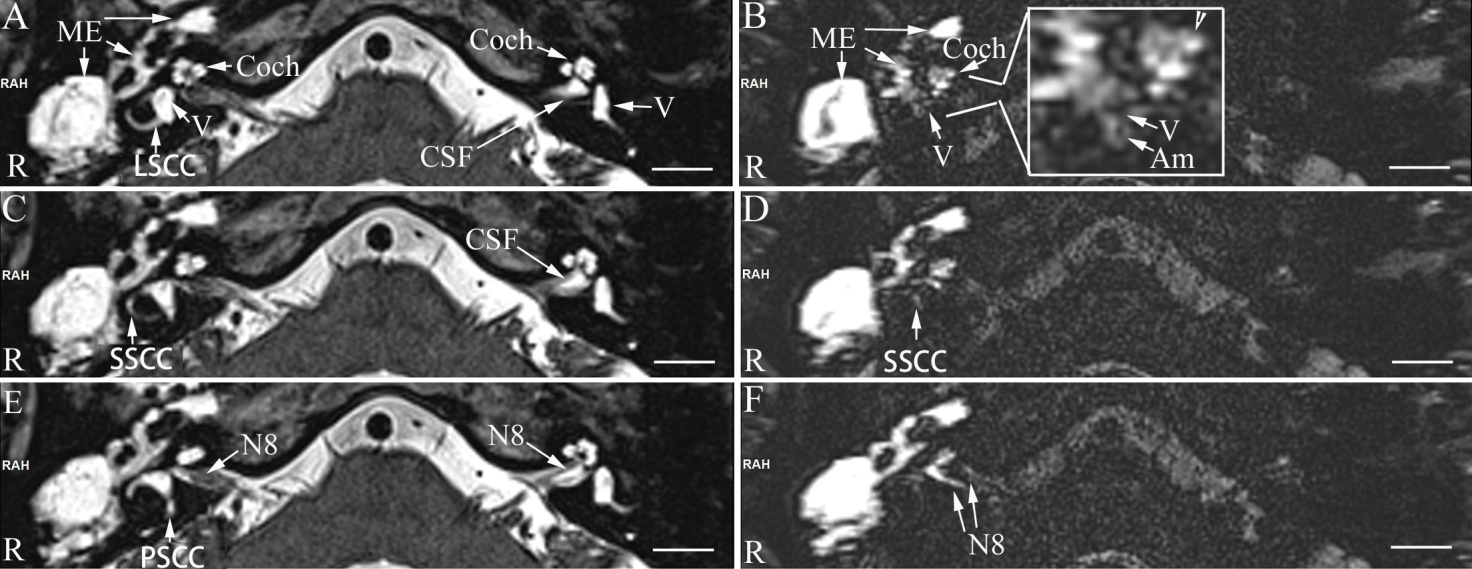 A
ME
Coch
Coch
RAH
V
V
CSF
LSCC
R
B
ME
Coch
RAH
V
V
Am
R
C
CSF
RAH
SSCC
R
D
RAH
SSCC
R
E
N8
N8
RAH
PSCC
R
F
RAH
N8
R